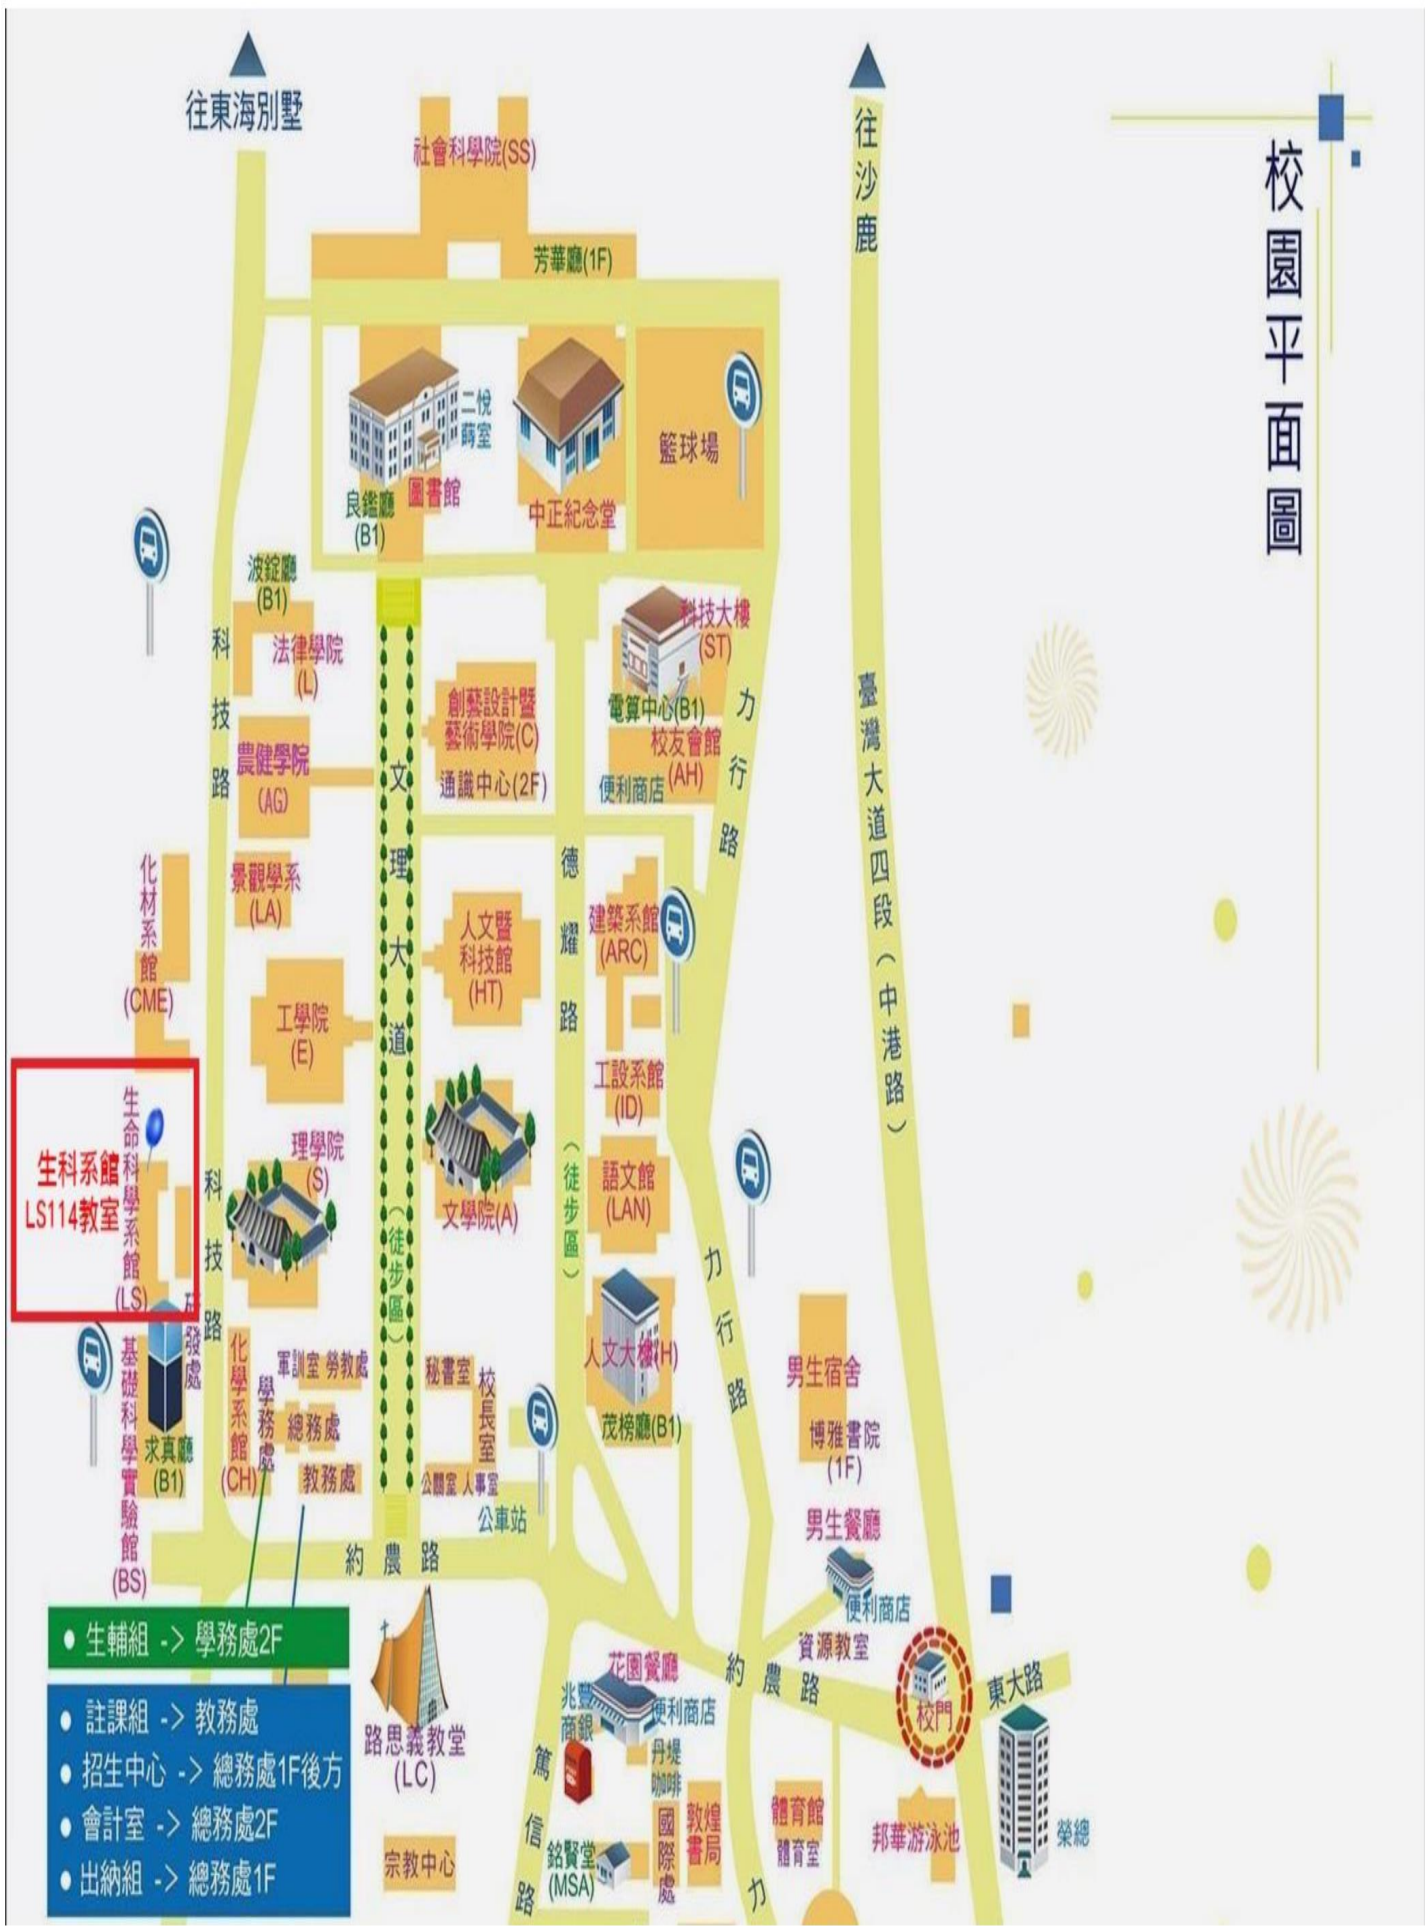 校園平面圖
往東海別墅
往沙鹿
社會科學院(SS)
芳華廳(1F)
二悅
蒔室
圖書館
良鑑廳
(B1)
中正紀念堂
籃球場
波錠廳
(B1)
法律學院
(L)
科技路
科技大樓
(ST)
電算中心(B1)
校友會館
(AH)
便利商店
力行路
創藝設計暨
藝術學院(C)
通識中心(2F)
農健學院
(AG)
文理大道
(徒步區)
臺灣大道四段(中港路)
化材系館
(CME)
景觀學系
(LA)
人文暨
科技館
(HT)
德耀路
(徒步區)
建築系館
(ARC)
工學院
(E)
工設系館
(ID)
生命科學系館
(LS)
生科系館
LS114教室
理學院
(S)
科技路
文學院(A)
語文館
(LAN)
力行路
研發處
基礎科學實驗館
(BS)
求真廳
(B1)
化學系館
(CH)
學務處
軍訓室 勞教處
總務處
教務處
秘書室
校長室
公關室 人事室
公車站
人文大樓(H)
茂榜廳(B1)
男生宿舍
博雅書院
(1F)
男生餐廳
便利商店
資源教室
約農路
約農路
校門
東大路
榮總
生輔組 -> 學務處2F
註課組 -> 教務處
招生中心 -> 總務處1F後方
會計室 -> 總務處2F
出納組 -> 總務處1F
路思義教堂
(LC)
宗教中心
篤信路
花園餐廳
兆豐
商銀
便利商店
丹堤
咖啡
銘賢堂
(MSA)
國際處
敦煌
書局
體育館
體育室
邦華游泳池
力